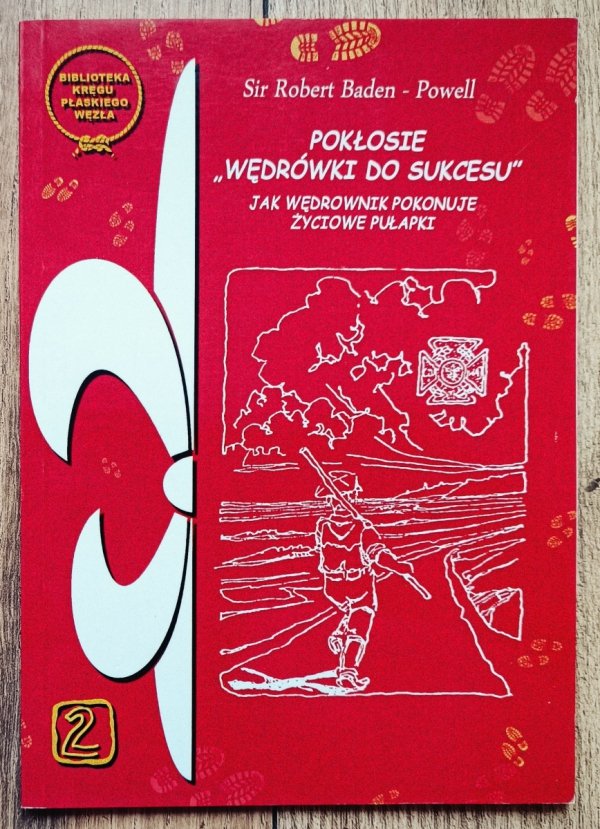 BIBLIOTEKA
KRĘGU
PŁASKIEGO
WĘZŁA
Sir Robert Baden - Powell
POKŁOSIE
„WĘDRÓWKI DO SUKCESU”
JAK WĘDROWNIK POKONUJE
ŻYCIOWE PUŁAPKI
2